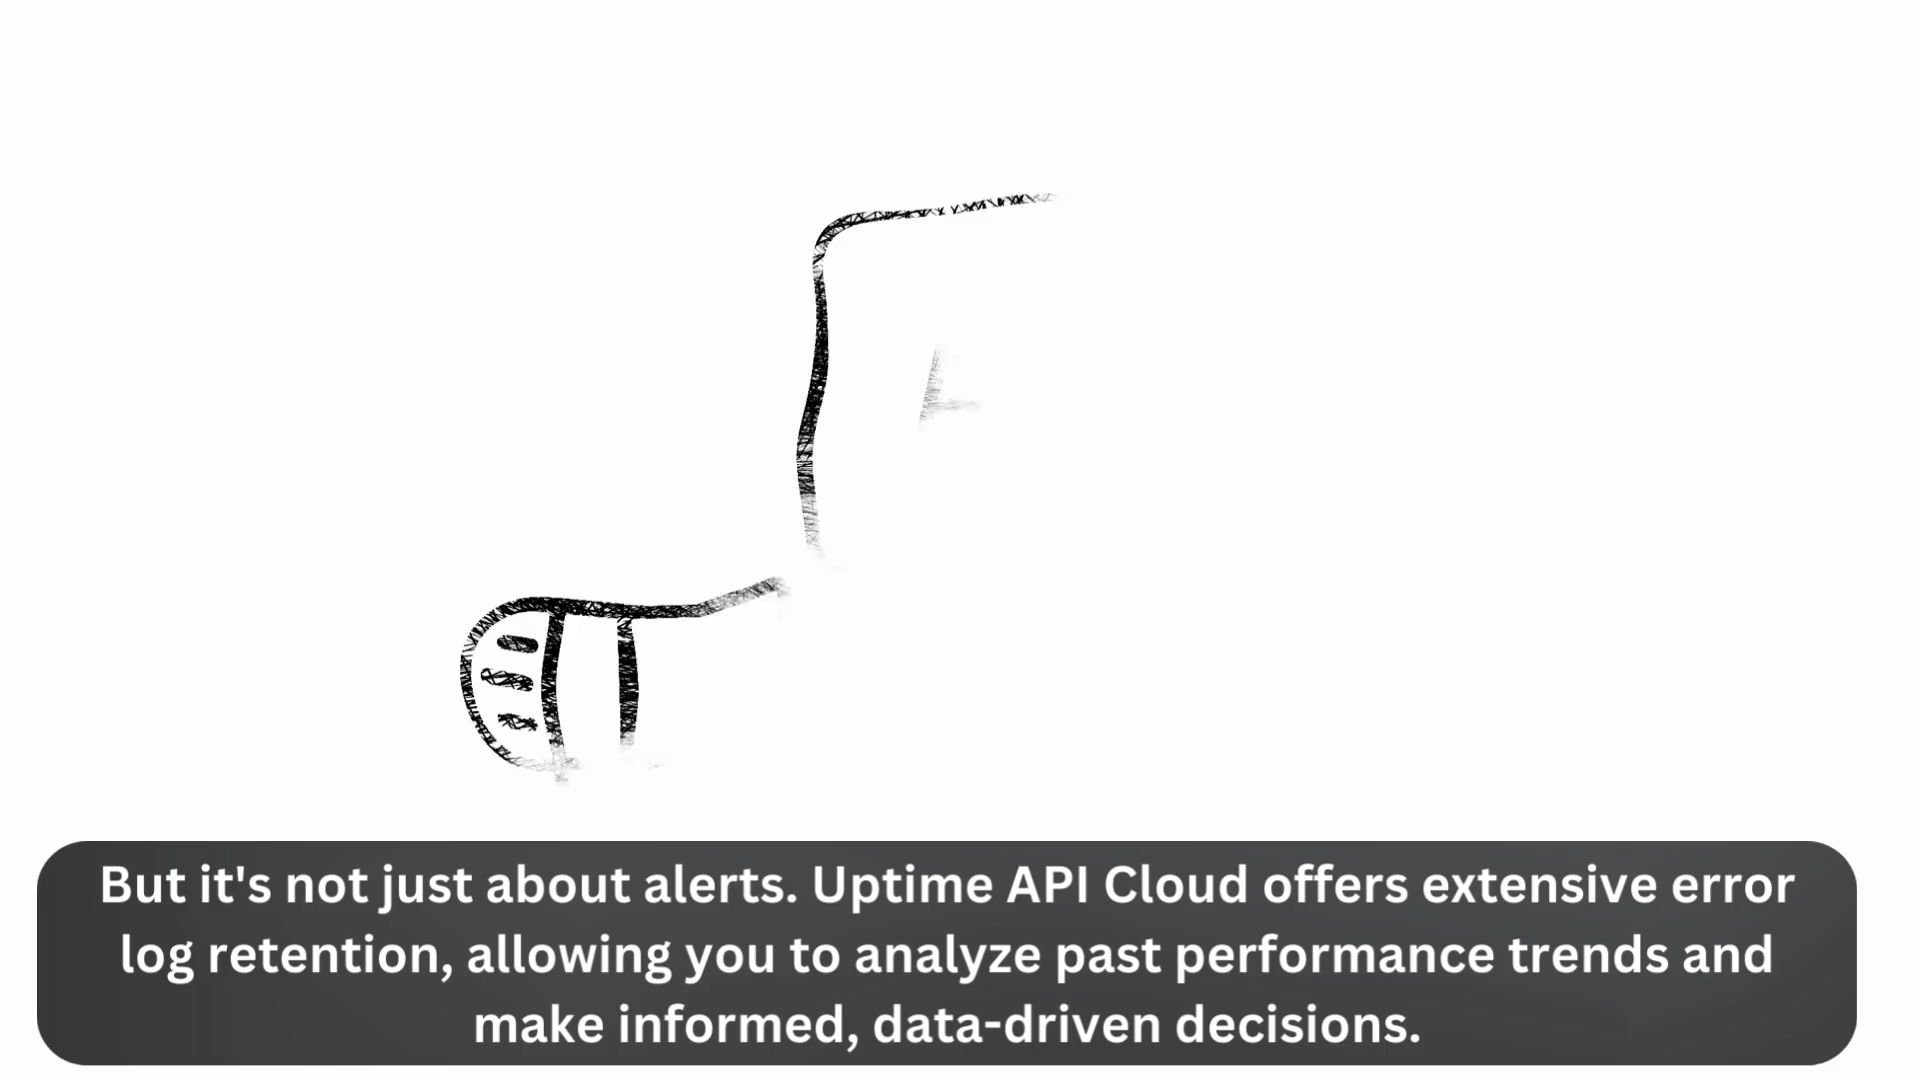 But it's not just about alerts. Uptime API Cloud offers extensive error
log retention, allowing you to analyze past performance trends and
make informed, data-driven decisions.